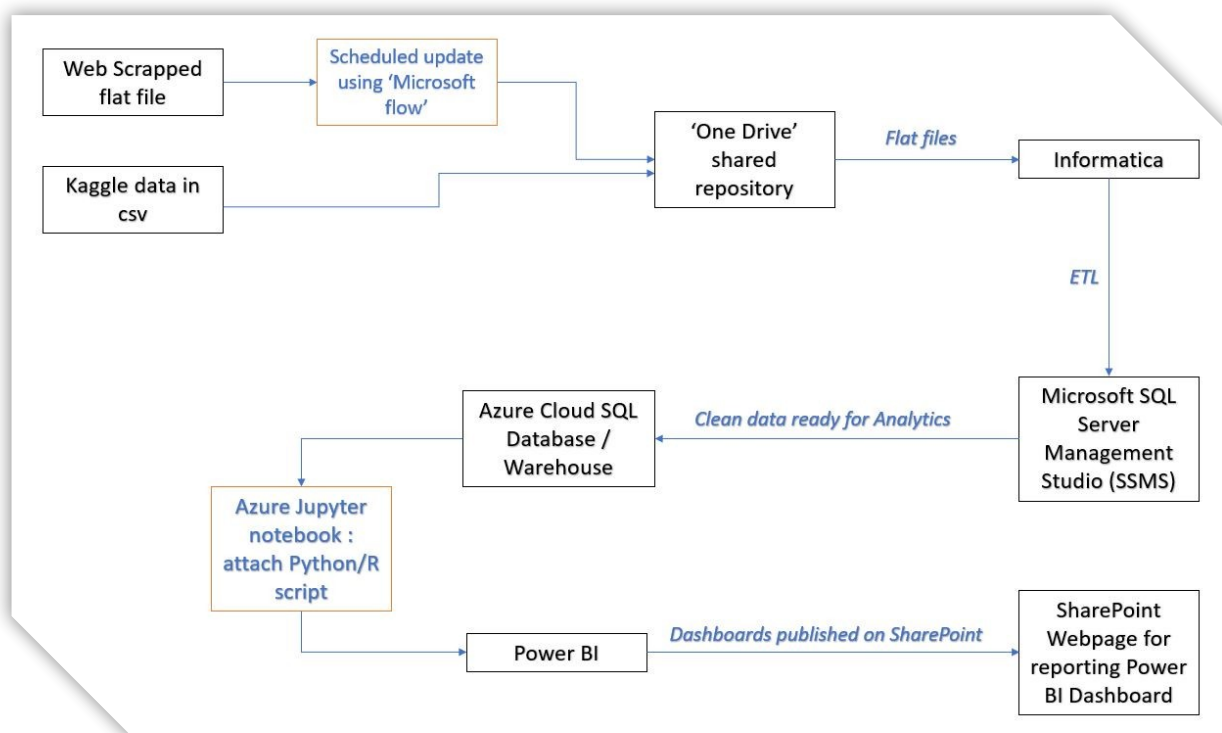 Web Scrapped
flat file
Scheduled update
using ‘Microsoft
flow’
Kaggle data in
csv
‘One Drive’
shared
repository
Flat files
Informatica
ETL
Microsoft SQL
Server
Management
Studio (SSMS)
Clean data ready for Analytics
Azure Cloud SQL
Database /
Warehouse
Azure Jupyter
notebook :
attach Python/R
script
Power BI
Dashboards published on SharePoint
SharePoint
Webpage for
reporting Power
BI Dashboard